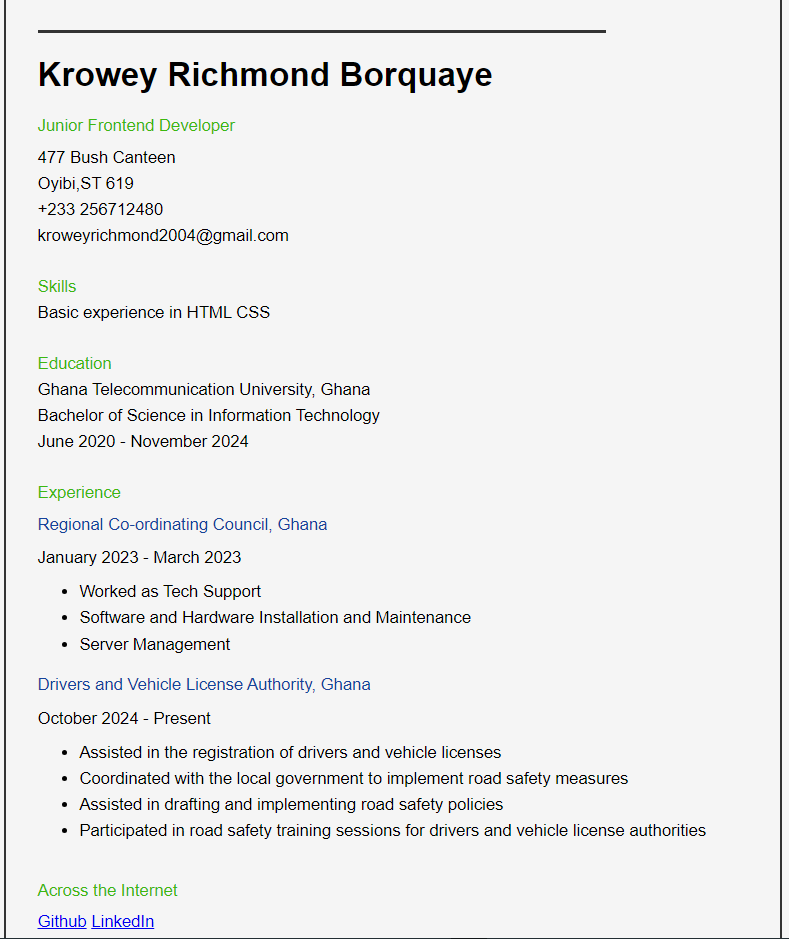 Krowey Richmond Borquaye
Junior Frontend Developer
477 Bush Canteen
Oyibi,ST 619
+233 256712480
kroweyrichmond2004@gmail.com
Skills
Basic experience in HTML CSS
Education
Ghana Telecommunication University, Ghana
Bachelor of Science in Information Technology
June 2020 - November 2024
Experience
Regional Co-ordinating Council, Ghana
January 2023 - March 2023
• Worked as Tech Support
• Software and Hardware Installation and Maintenance
• Server Management
Drivers and Vehicle License Authority, Ghana
October 2024 - Present
• Assisted in the registration of drivers and vehicle licenses
• Coordinated with the local government to implement road safety measures
• Assisted in drafting and implementing road safety policies
• Participated in road safety training sessions for drivers and vehicle license authorities
Across the Internet
Github LinkedIn